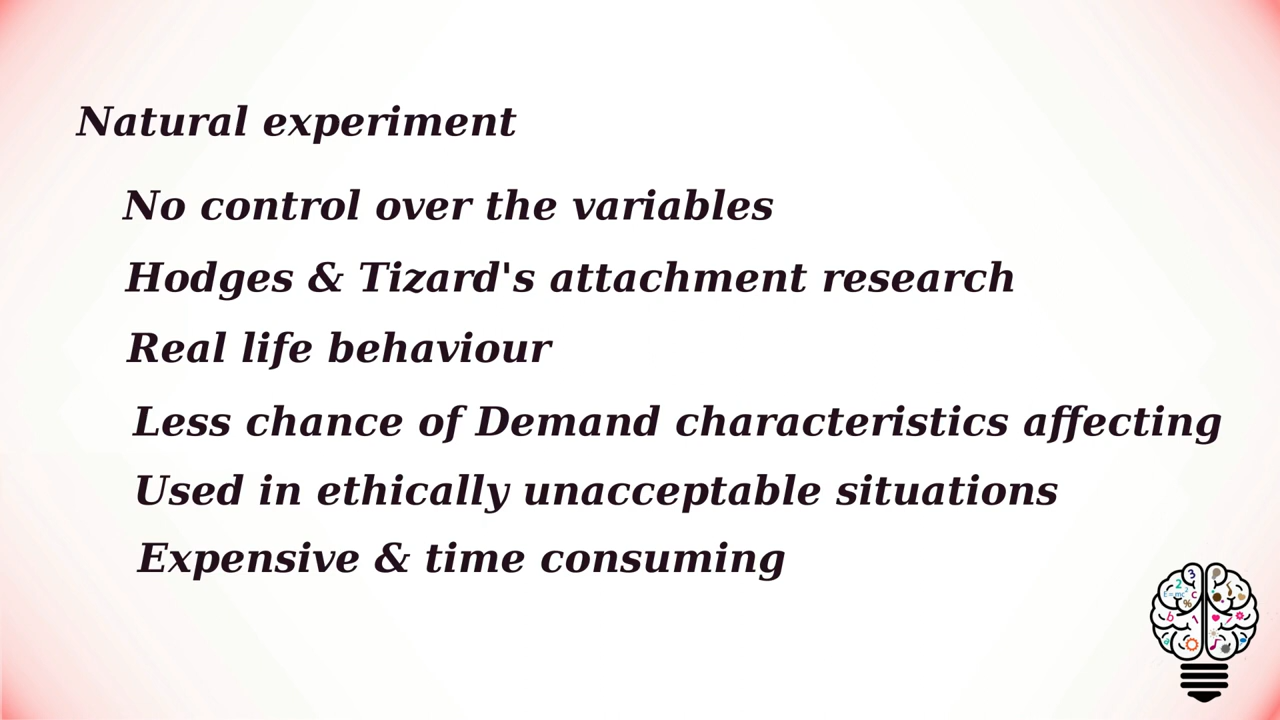 Natural experiment
No control over the variables
Hodges & Tizard's attachment research
Real life behaviour
Less chance of Demand characteristics affecting
Used in ethically unacceptable situations
Expensive & time consuming